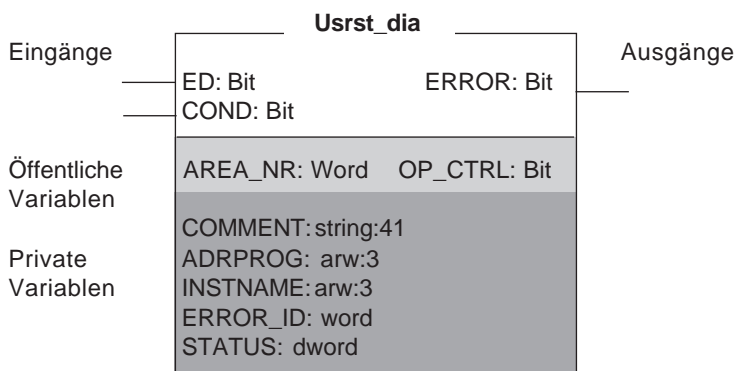 Usrst_dia
Eingänge
Ausgänge
ED: Bit ERROR: Bit
COND: Bit
Öffentliche
Variablen
AREA_NR: Word OP_CTRL: Bit
COMMENT: string:41
Private
Variablen
ADRPROG: arw:3
INSTNAME: arw:3
ERROR_ID: word
STATUS: dword